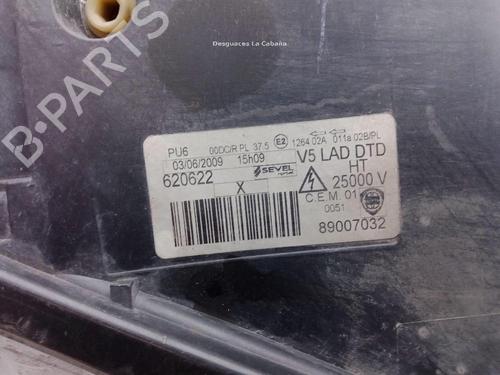 Desguaces La Cabaña
B-PARTS
PU6 00DC/R PL 37.5 E2 1264 02A 011a 02B/PL
03/06/2009 15h09 V5 LAD DTD
620622 X SEVEL HT
25000 V
C.E.M. 01
0051
89007032